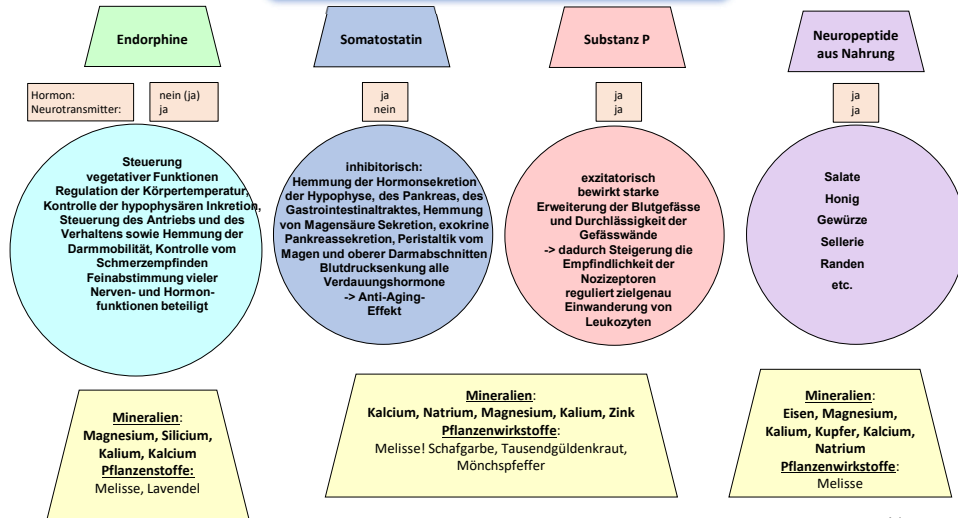 Endorphine
Somatostatin
Substanz P
Neuropeptide
aus Nahrung
Hormon:
Neurotransmitter:
nein (ja)
ja
ja
nein
ja
ja
ja
ja
Steuerung
vegetativer Funktionen
Regulation der Körpertemperatur,
Kontrolle der hypophysären Inkretion,
Steuerung des Antriebs und des
Verhaltens sowie Hemmung der
Darmmobilität, Kontrolle vom
Schmerzempfinden
Feinabstimmung vieler
Nerven- und Hormon-
funktionen beteiligt
inhibitorisch:
Hemmung der Hormonsekretion
der Hypophyse, des Pankreas, des
Gastrointestinaltraktes, Hemmung
von Magensäure Sekretion, exokrine
Pankreassekretion, Peristaltik vom
Magen und oberer Darmabschnitten
Blutdrucksenkung alle
Verdauungshormone
-> Anti-Aging-
Effekt
exzitatorisch
bewirkt starke
Erweiterung der Blutgefässe
und Durchlässigkeit der
Gefässwände
-> dadurch Steigerung die
Empfindlichkeit der
Nozizeptoren
reguliert zielgenau
Einwanderung von
Leukozyten
Salate
Honig
Gewürze
Sellerie
Randen
etc.
Mineralien:
Magnesium, Silicium,
Kalium, Kalcium
Pflanzenstoffe:
Melisse, Lavendel
Mineralien:
Kalcium, Natrium, Magnesium, Kalium, Zink
Pflanzenwirkstoffe:
Melisse! Schafgarbe, Tausendgüldenkraut,
Mönchspfeffer
Mineralien:
Eisen, Magnesium,
Kalium, Kupfer, Kalcium,
Natrium
Pflanzenwirkstoffe:
Melisse